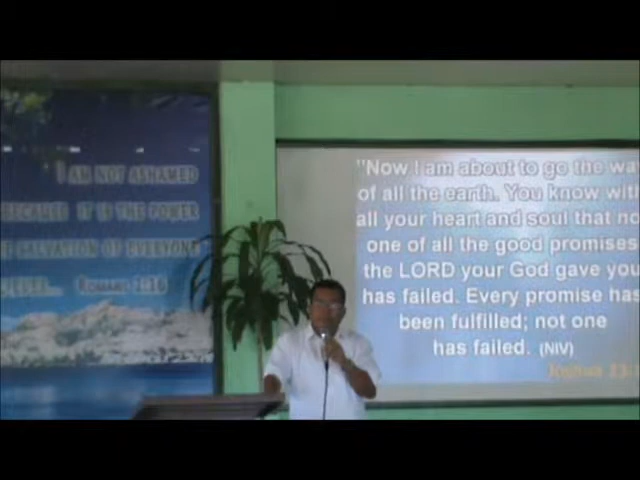 I AM NOT ASHAMED
BECAUSE IT IS THE POWER
SALVATION OF EVERYONE
ROMANS 1:16
"Now I am about to go the wa
of all the earth. You know with
all your heart and soul that no
one of all the good promises
the LORD your God gave you
has failed. Every promise has
been fulfilled; not one
has failed. (NIV)
Joshua 23: